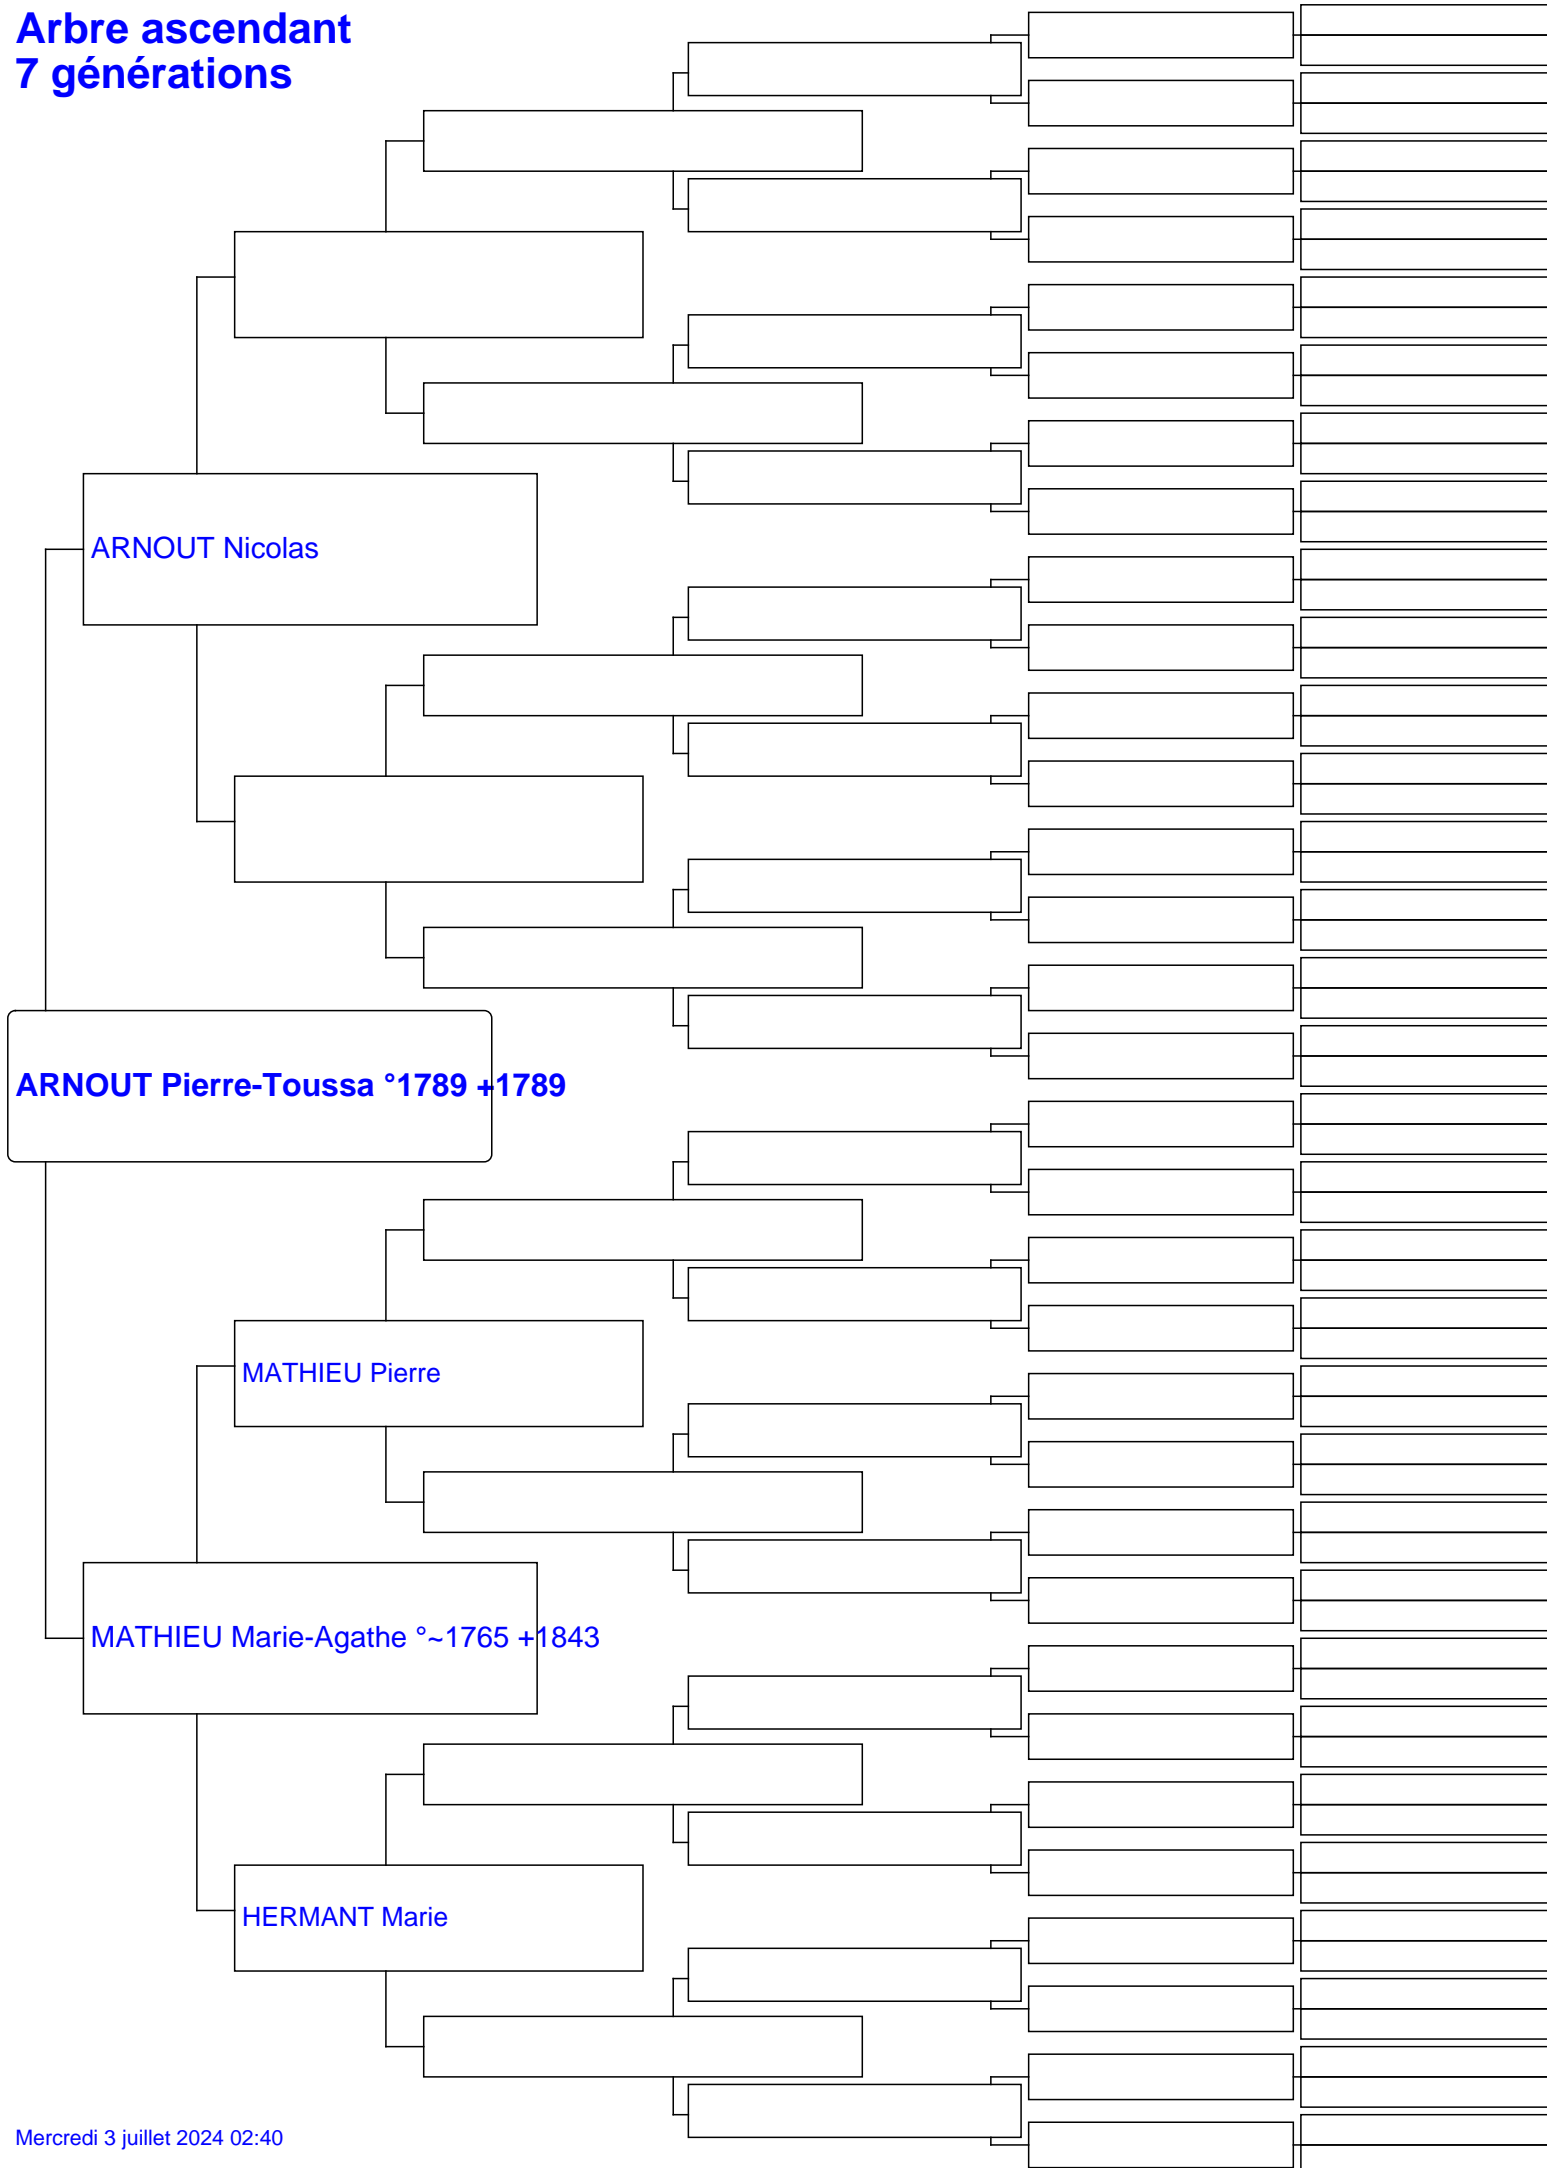 Arbre ascendant
7 générations
ARNOUT Nicolas
ARNOUT Pierre-Toussa °1789 +1789
MATHIEU Pierre
MATHIEU Marie-Agathe °~1765 +1843
HERMANT Marie
Mercredi 3 juillet 2024 02:40